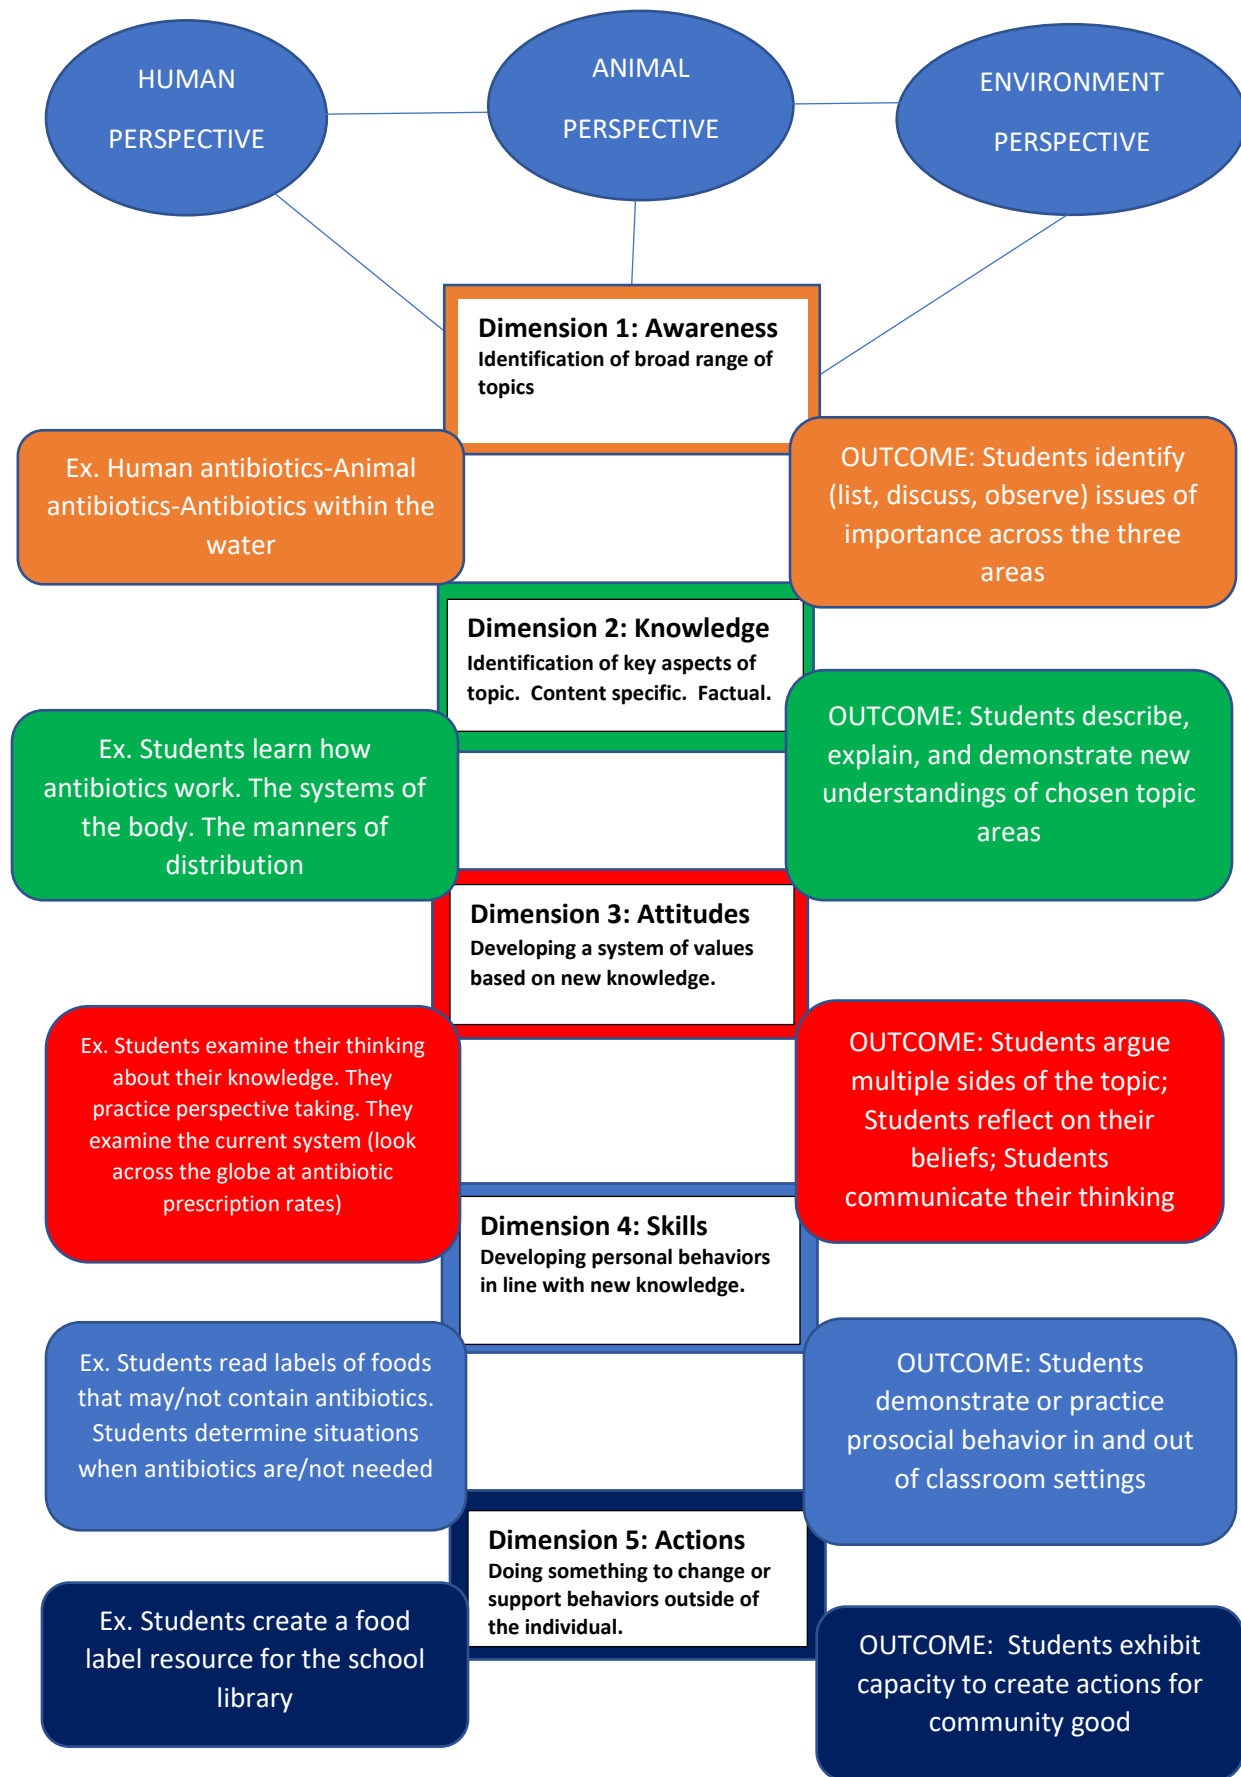 HUMAN
PERSPECTIVE
ANIMAL
PERSPECTIVE
ENVIRONMENT
PERSPECTIVE
Dimension 1: Awareness
Identification of broad range of
topics
Ex. Human antibiotics-Animal
antibiotics-Antibiotics within the
water
OUTCOME: Students identify
(list, discuss, observe) issues of
importance across the three
areas
Dimension 2: Knowledge
Identification of key aspects of
topic.  Content specific.  Factual.
Ex. Students learn how
antibiotics work. The systems of
the body. The manners of
distribution
OUTCOME: Students describe,
explain, and demonstrate new
understandings of chosen topic
areas
Dimension 3: Attitudes
Developing a system of values
based on new knowledge.
Ex. Students examine their thinking
about their knowledge. They
practice perspective taking. They
examine the current system (look
across the globe at antibiotic
prescription rates)
OUTCOME: Students argue
multiple sides of the topic;
Students reflect on their
beliefs; Students
communicate their thinking
Dimension 4: Skills
Developing personal behaviors
in line with new knowledge.
Ex. Students read labels of foods
that may/not contain antibiotics.
Students determine situations
when antibiotics are/not needed
OUTCOME: Students
demonstrate or practice
prosocial behavior in and out
of classroom settings
Dimension 5: Actions
Doing something to change or
support behaviors outside of
the individual.
Ex. Students create a food
label resource for the school
library
OUTCOME:  Students exhibit
capacity to create actions for
community good